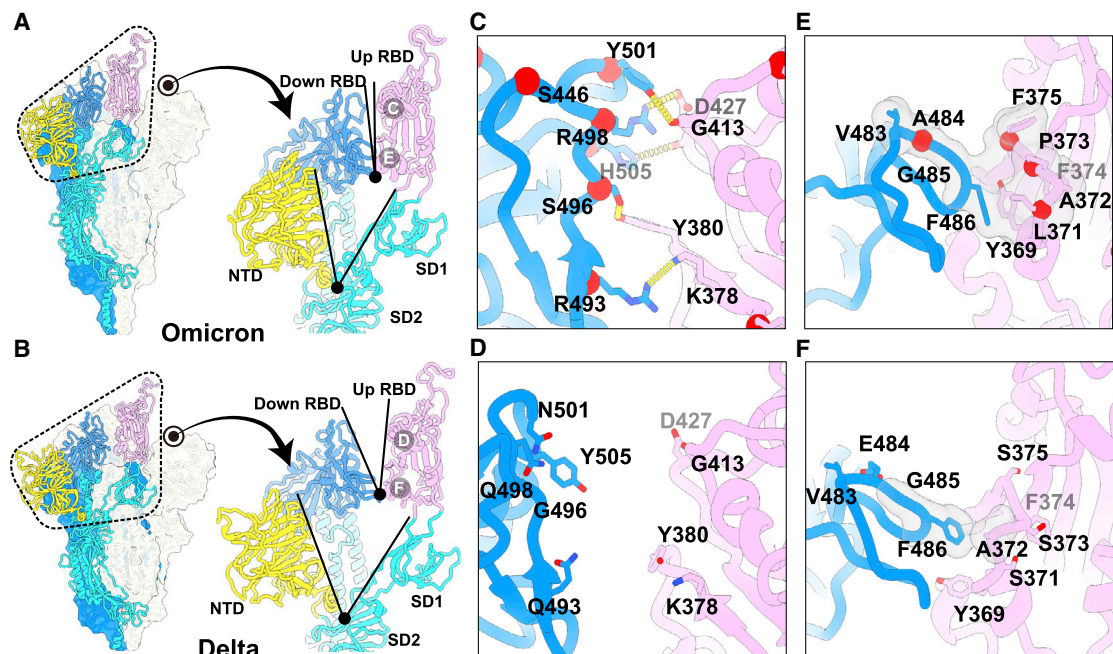 A
Up RBD
Down RBD
C
E
NTD
SD1
SD2
Omicron
B
Down RBD
Up RBD
D
F
NTD
SD1
SD2
Delta
C
Y501
S446
D427
R498
G413
H505
S496
Y380
R493
K378
D
N501
D427
Y505
G413
Q498
G496
Y380
Q493
K378
E
F375
A484
V483
P373
F374
G485
A372
F486
L371
Y369
F
E484
S375
G485
V483
F374
F486
A372
S373
S371
Y369